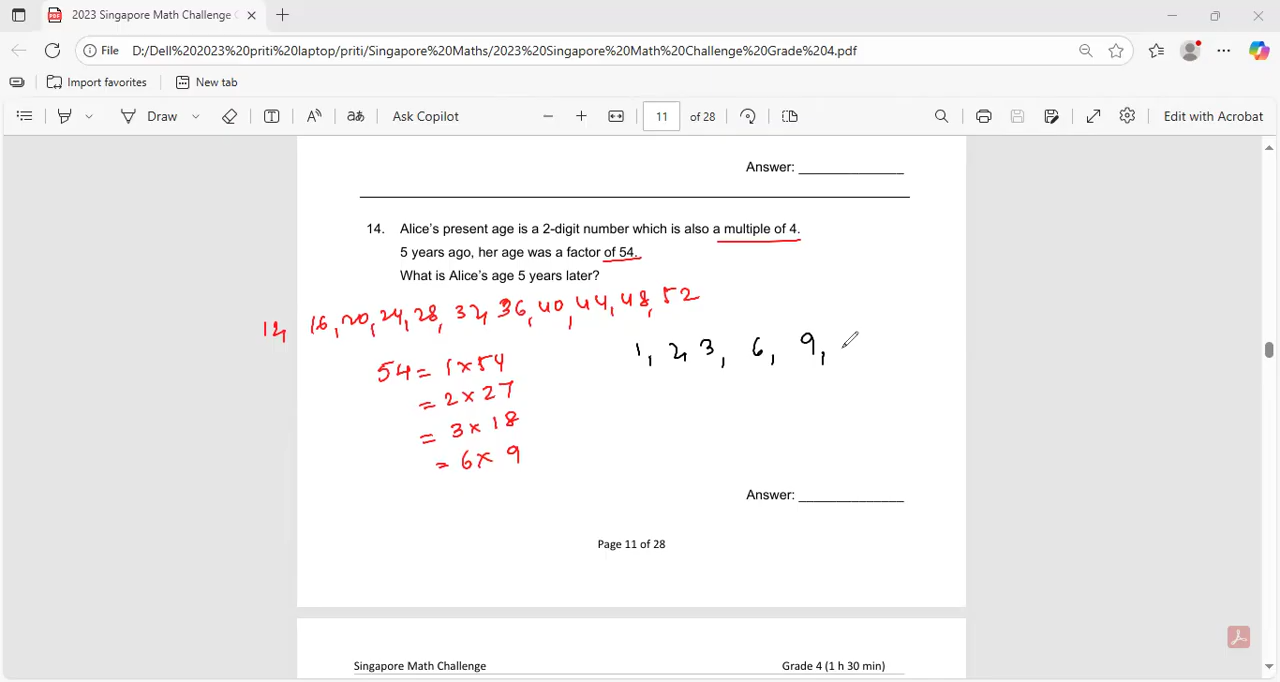 2023 Singapore Math Challenge
File D:/Dell%202023%20priti%20laptop/priti/Singapore%20Maths/2023%20Singapore%20Math%20Challenge%20Grade%204.pdf
Import favorites New tab
Draw A aあ Ask Copilot 11 of 28 Edit with Acrobat
Answer: ______________
14. Alice's present age is a 2-digit number which is also a multiple of 4.
5 years ago, her age was a factor of 54.
What is Alice's age 5 years later?
12, 16, 20, 24, 28, 32, 36, 40, 44, 48, 52
1, 2, 3, 6, 9,
54 = 1 x 54
= 2 x 27
= 3 x 18
= 6 x 9
Answer: ______________
Page 11 of 28
Singapore Math Challenge Grade 4 (1 h 30 min)